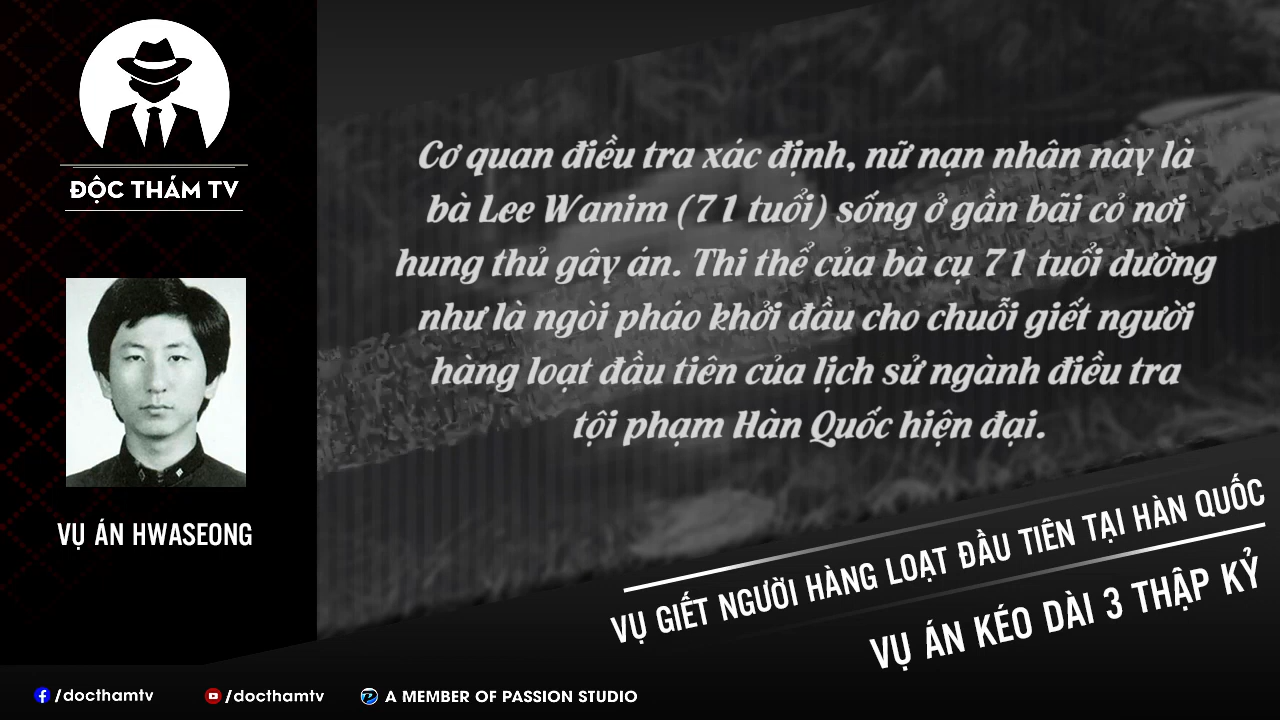 ĐỘC THÁM TV
VỤ ÁN HWASEONG
Cơ quan điều tra xác định, nữ nạn nhân này là
bà Lee Wanim (71 tuổi) sống ở gần bãi cỏ nơi
hung thủ gây án. Thi thể của bà cụ 71 tuổi dường
như là ngòi pháo khởi đầu cho chuỗi giết người
hàng loạt đầu tiên của lịch sử ngành điều tra
tội phạm Hàn Quốc hiện đại.
VỤ GIẾT NGƯỜI HÀNG LOẠT ĐẦU TIÊN TẠI HÀN QUỐC
VỤ ÁN KÉO DÀI 3 THẬP KỶ
/docthamtv
/docthamtv
A MEMBER OF PASSION STUDIO